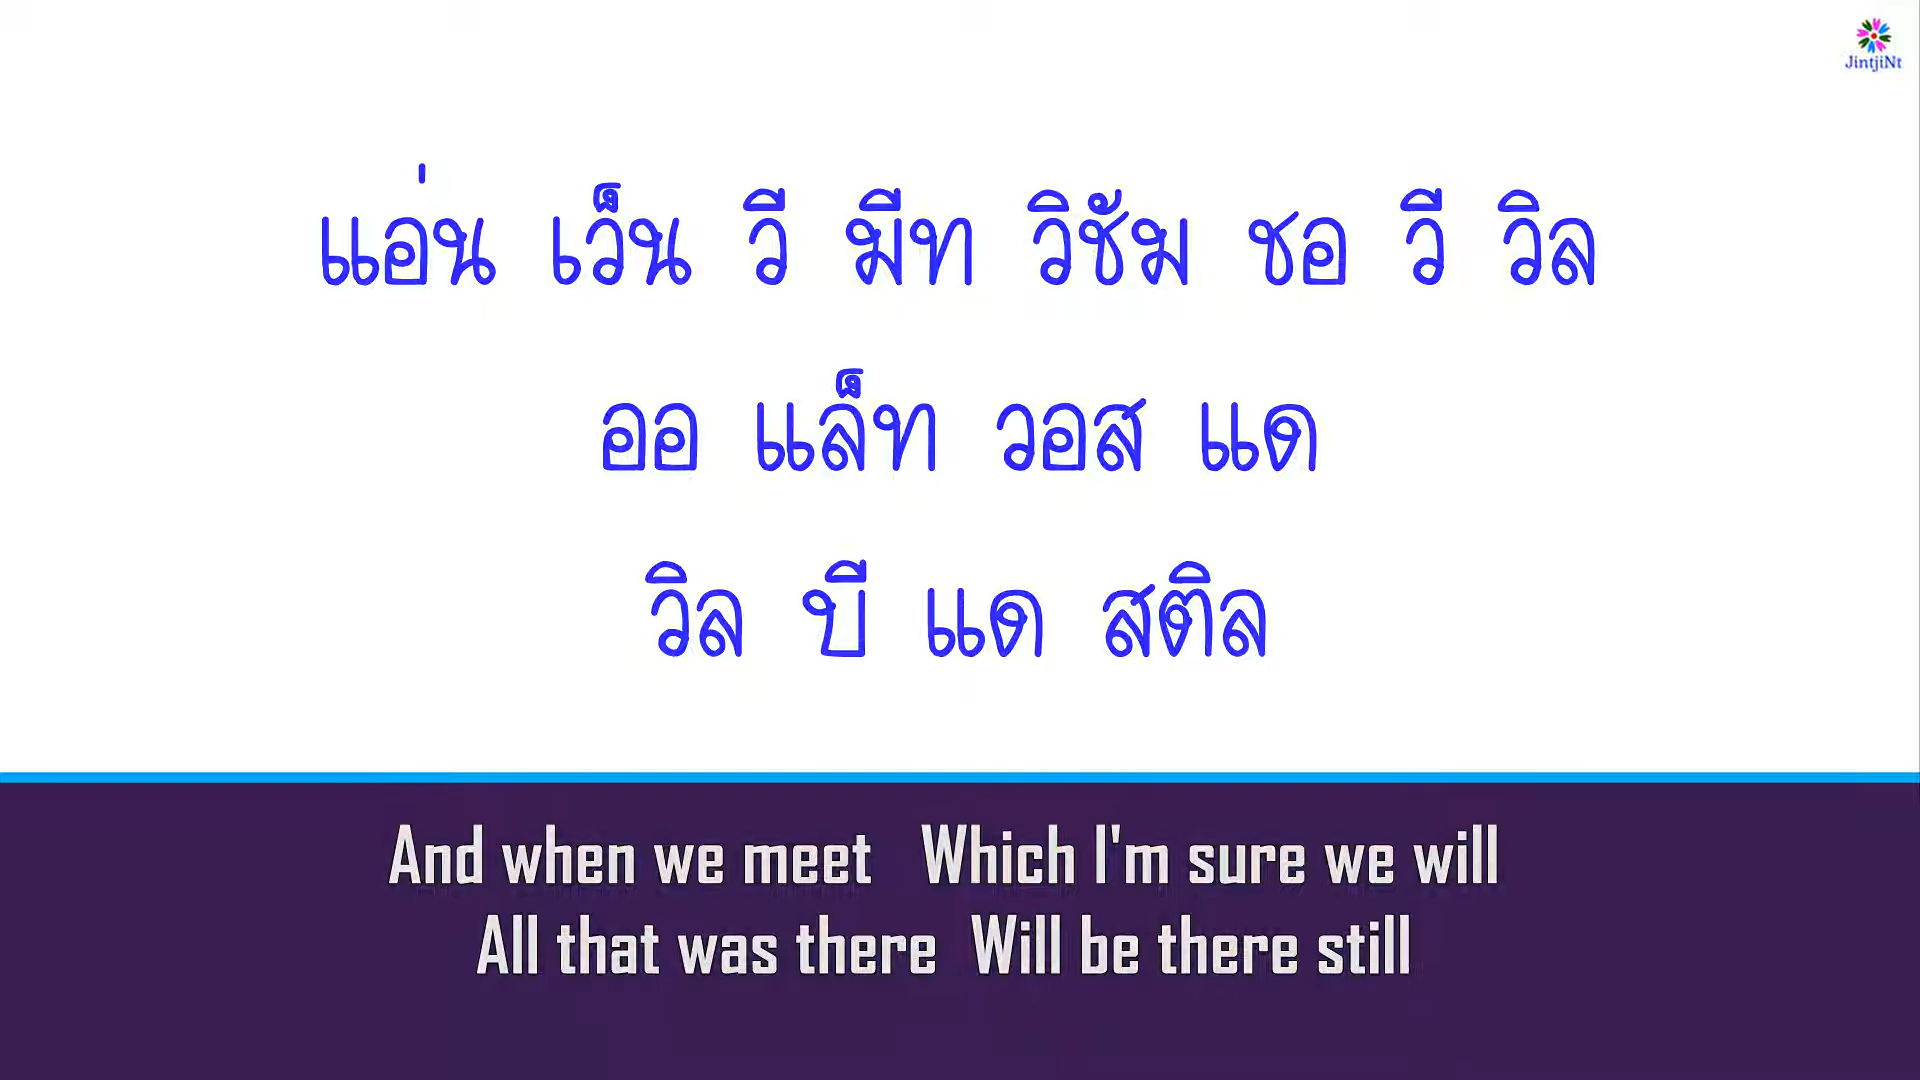 JintjiNt
แอ่น เว็น วี มีท วิชัม ชอ วี วิล
ออ แล็ท วอส แด
วิล บี แด สติล
And when we meet Which I'm sure we will
All that was there Will be there still